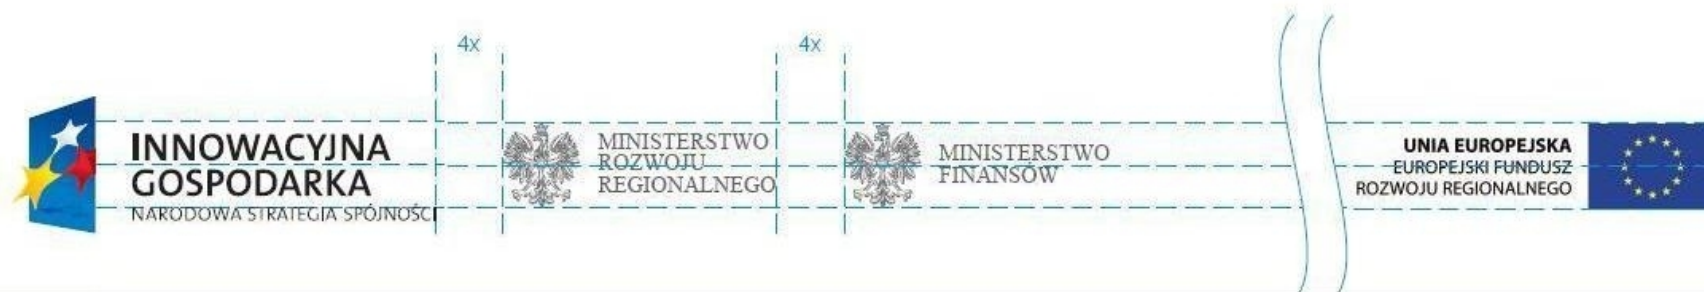 4x
4x
INNOWACYJNA
GOSPODARKA
NARODOWA STRATEGIA SPÓJNOŚCI
MINISTERSTWO
ROZWOJU
REGIONALNEGO
MINISTERSTWO
FINANSÓW
UNIA EUROPEJSKA
EUROPEJSKI FUNDUSZ
ROZWOJU REGIONALNEGO